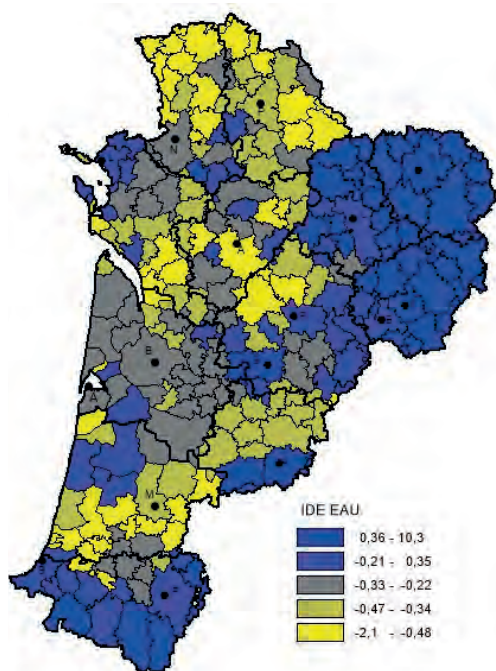 N
B
A
M
IDE EAU
0,36 - 10,3
-0,21 - 0,35
-0,33 - -0,22
-0,47 - -0,34
-2,1 - -0,48